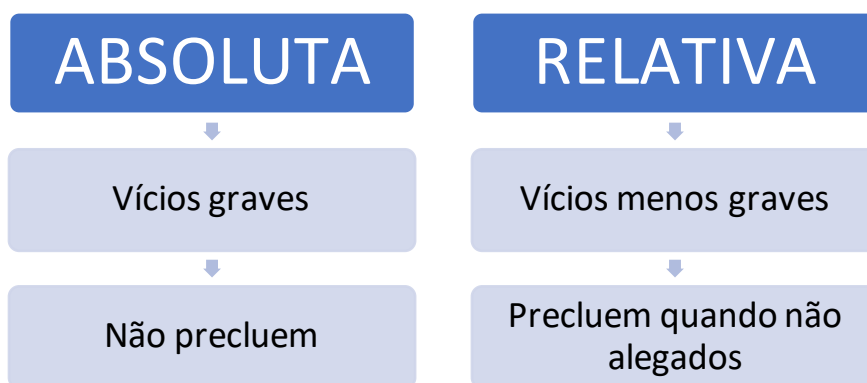 ABSOLUTA
Vícios graves
Não precluem
RELATIVA
Vícios menos graves
Precluem quando não
alegados